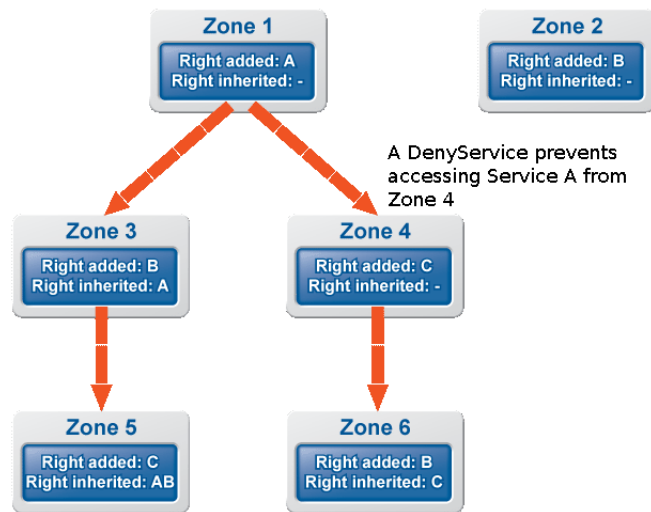 Zone 1
Right added: A
Right inherited: -
Zone 2
Right added: B
Right inherited: -
A DenyService prevents
accessing Service A from
Zone 4
Zone 3
Right added: B
Right inherited: A
Zone 4
Right added: C
Right inherited: -
Zone 5
Right added: C
Right inherited: AB
Zone 6
Right added: B
Right inherited: C